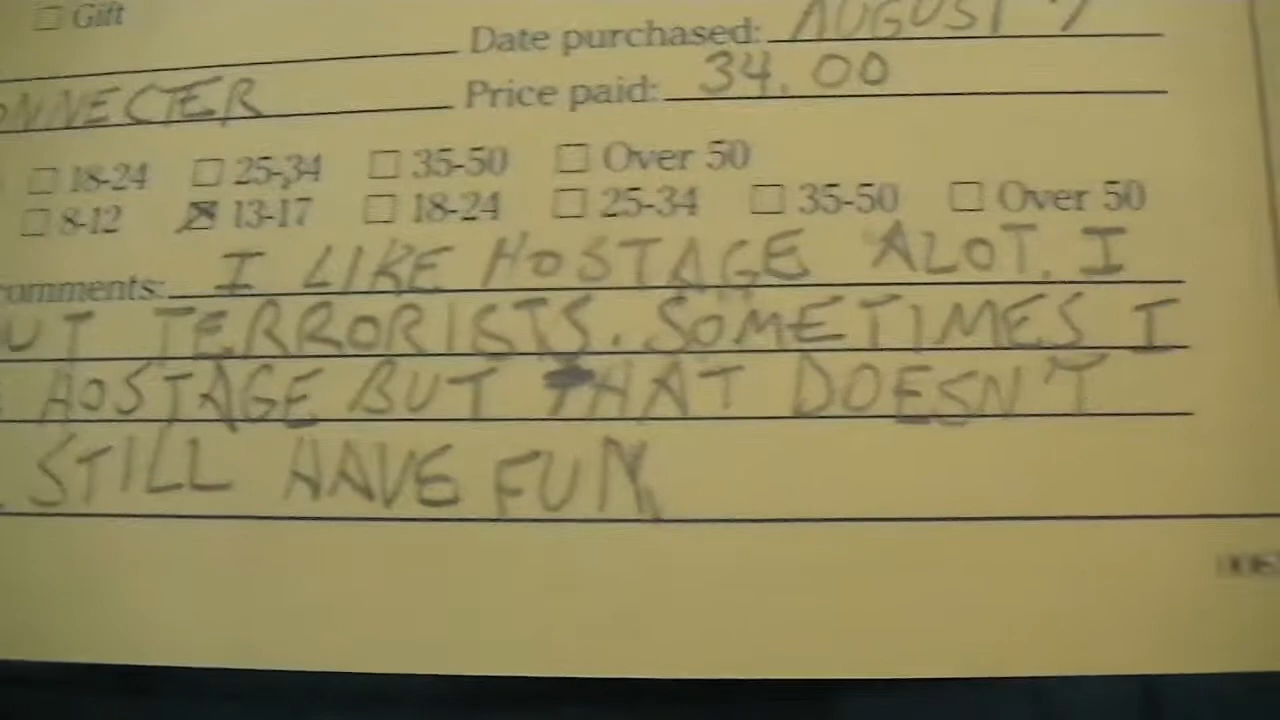 ☐ Gift
Date purchased: AUGUST 7
ONNECTER Price paid: 34.00
☐ 18-24 ☐ 25-34 ☐ 35-50 ☐ Over 50
☐ 8-12 ☒ 13-17 ☐ 18-24 ☐ 25-34 ☐ 35-50 ☐ Over 50
omments: I LIKE HOSTAGE ALOT. I
UT TERRORISTS. SOMETIMES I
HOSTAGE BUT THAT DOESN'T
STILL HAVE FUN